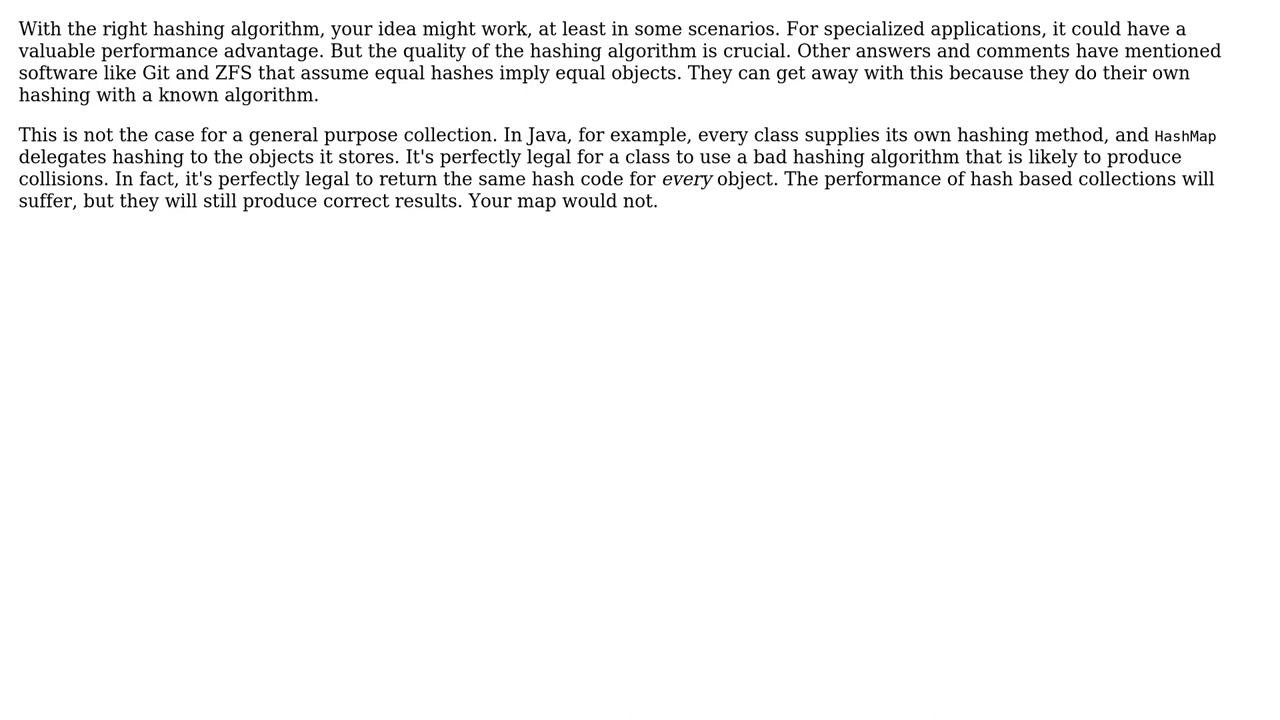 With the right hashing algorithm, your idea might work, at least in some scenarios. For specialized applications, it could have a
valuable performance advantage. But the quality of the hashing algorithm is crucial. Other answers and comments have mentioned
software like Git and ZFS that assume equal hashes imply equal objects. They can get away with this because they do their own
hashing with a known algorithm.
This is not the case for a general purpose collection. In Java, for example, every class supplies its own hashing method, and HashMap
delegates hashing to the objects it stores. It's perfectly legal for a class to use a bad hashing algorithm that is likely to produce
collisions. In fact, it's perfectly legal to return the same hash code for every object. The performance of hash based collections will
suffer, but they will still produce correct results. Your map would not.